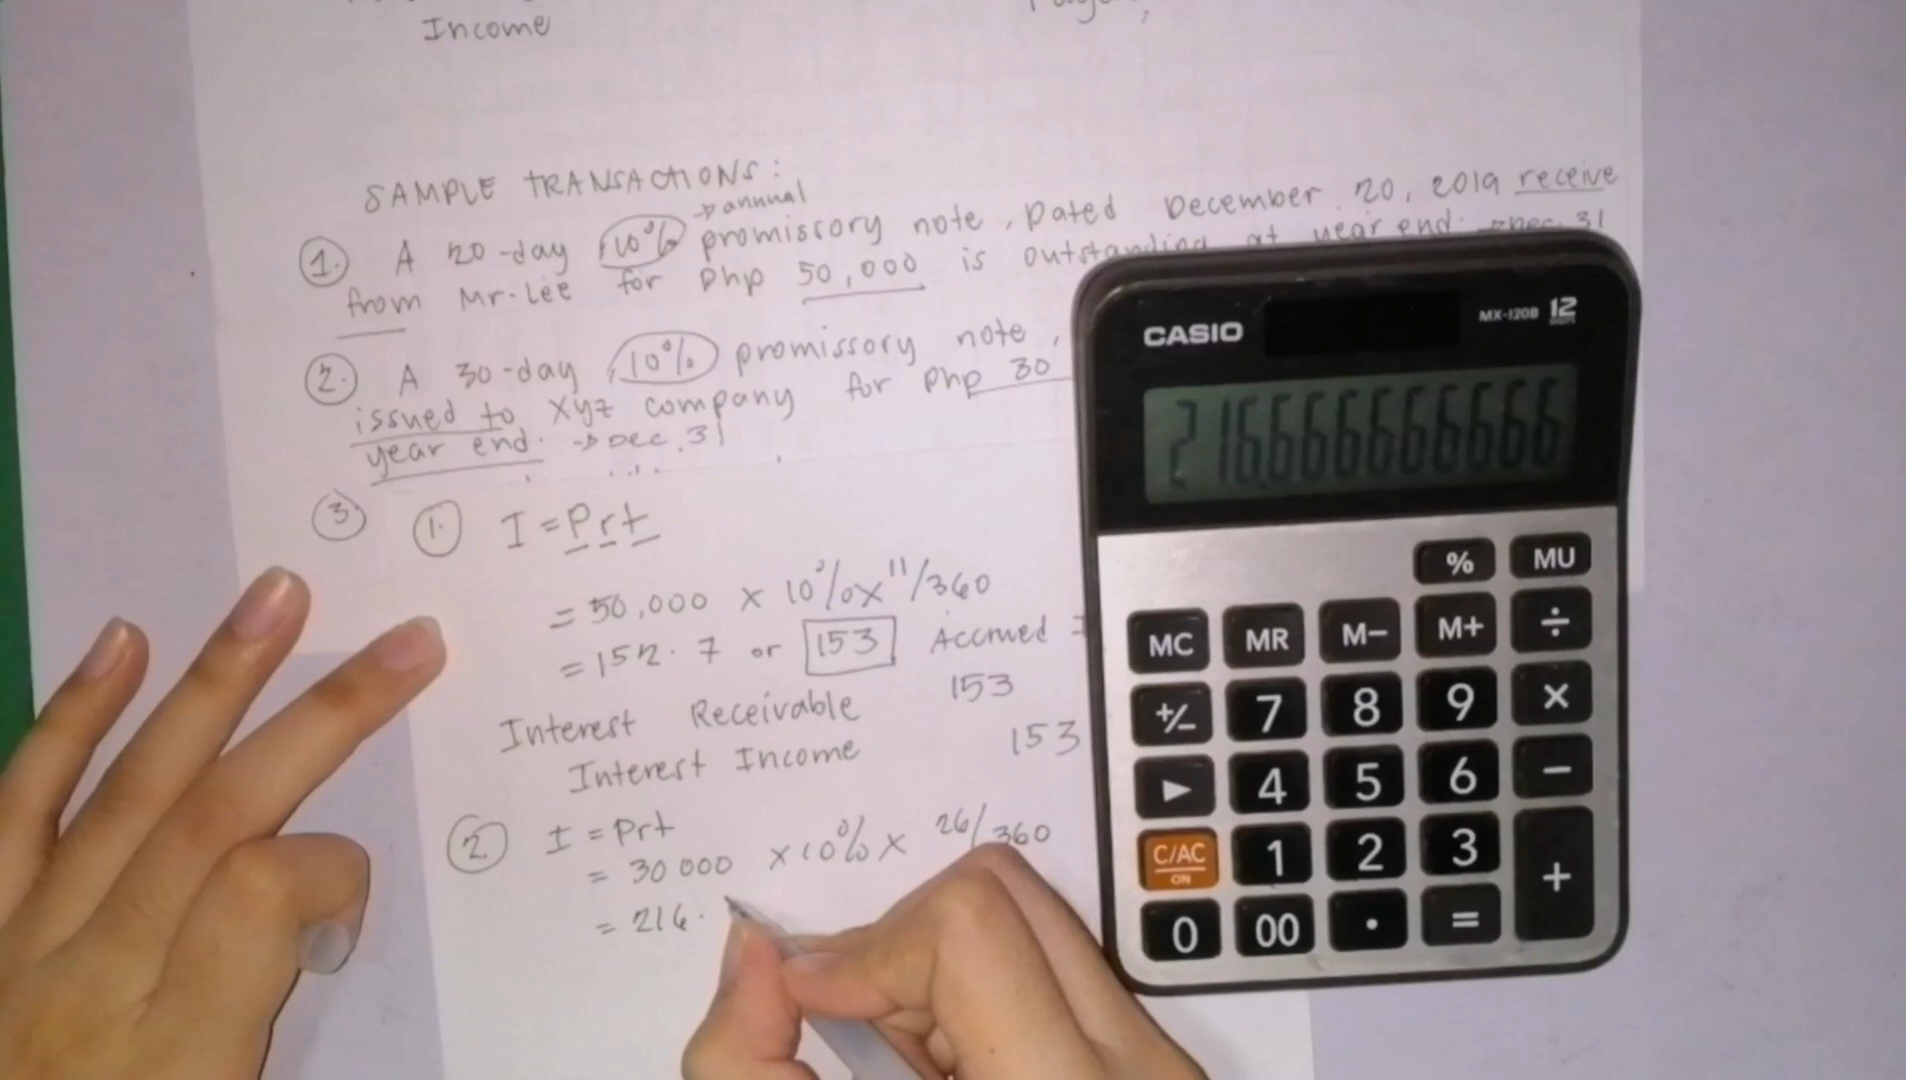 Income
SAMPLE TRANSACTIONS:
→ annual
1. A 20-day 10% promissory note, Dated December 20, 2019 receive
from Mr. Lee for Php 50,000 is outstanding at year end. → Dec. 31
2. A 30-day 10% promissory note,
issued to XYZ company for Php 30
year end. → Dec. 31
3 1. I = Prt
= 50,000 x 10% x 11/360
= 152.7 or 153 Accrued
Interest Receivable 153
Interest Income 153
2 I = Prt
= 30 000 x 10% x 26/360
= 216.
CASIO MX-120B 12
216.666666666
% MU
MC MR M- M+ ÷
+/- 7 8 9 ×
► 4 5 6 −
C/AC ON 1 2 3 +
0 00 • =